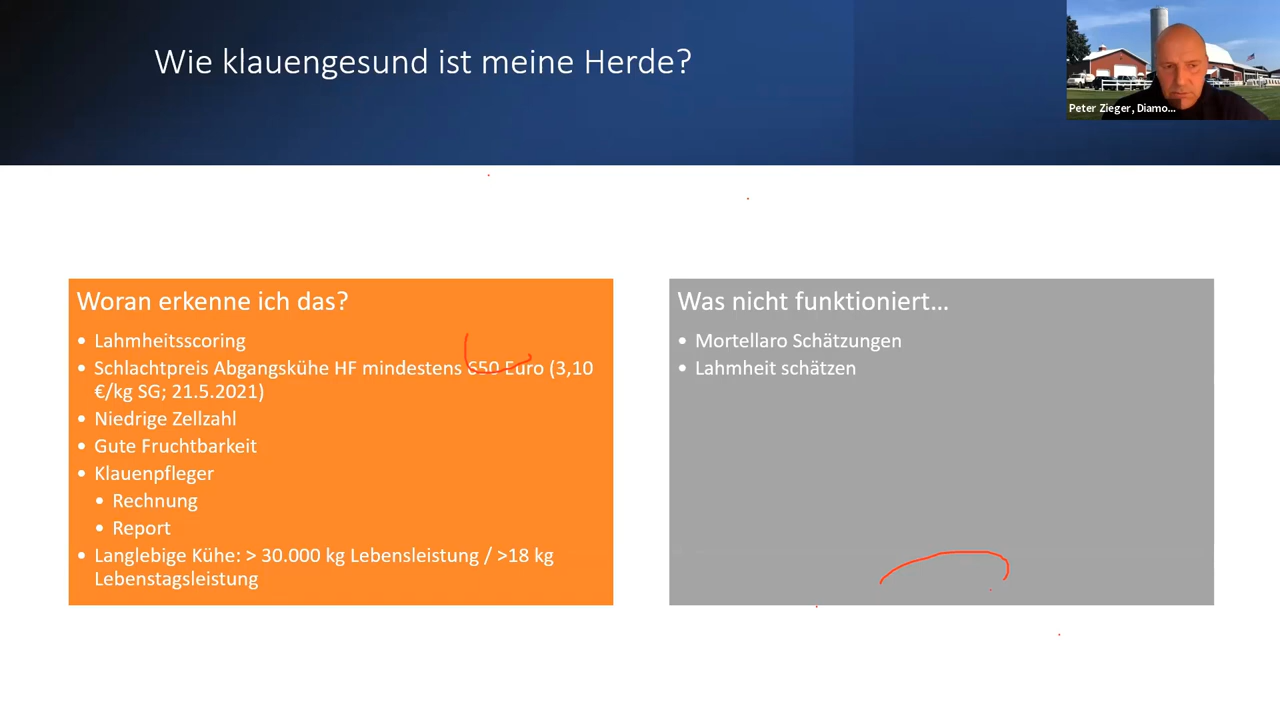 Wie klauengesund ist meine Herde?
Peter Zieger, Diamo...
Woran erkenne ich das?
• Lahmheitsscoring
• Schlachtpreis Abgangskühe HF mindestens 650 Euro (3,10
€/kg SG; 21.5.2021)
• Niedrige Zellzahl
• Gute Fruchtbarkeit
• Klauenpfleger
• Rechnung
• Report
• Langlebige Kühe: > 30.000 kg Lebensleistung / >18 kg
Lebenstagsleistung
Was nicht funktioniert...
• Mortellaro Schätzungen
• Lahmheit schätzen